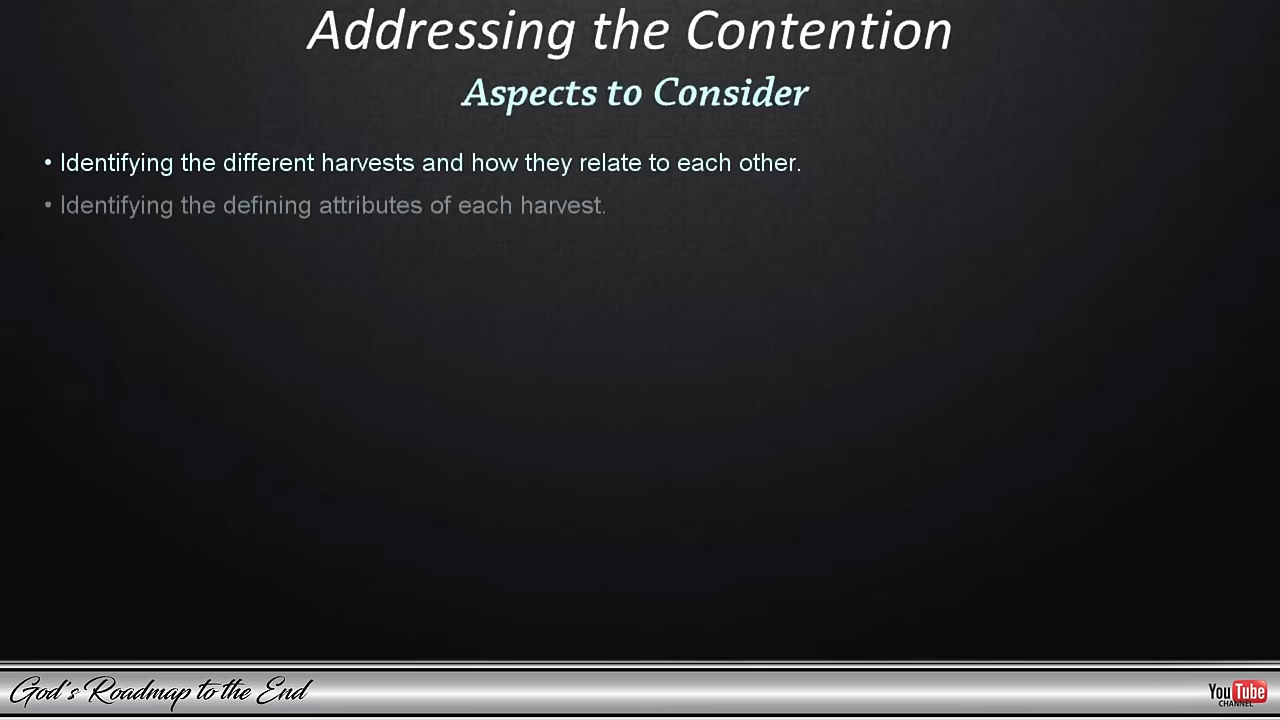 Addressing the Contention
Aspects to Consider
• Identifying the different harvests and how they relate to each other.
• Identifying the defining attributes of each harvest.
God's Roadmap to the End
YouTube
CHANNEL